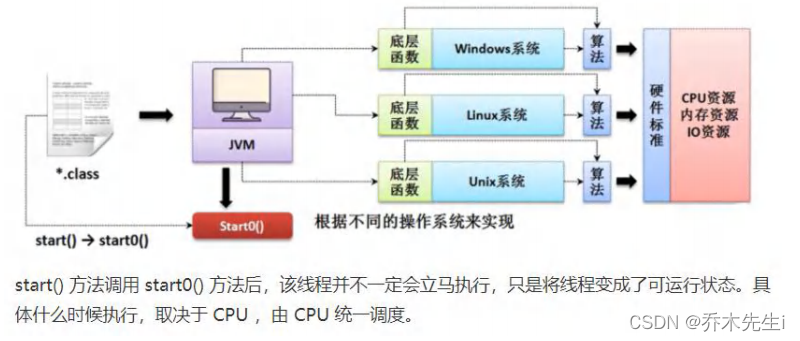 底层
函数
Windows系统
算
法
底层
函数
Linux系统
算
法
底层
函数
Unix系统
算
法
硬
件
标
准
CPU资源
内存资源
IO资源
*.class
JVM
Start0()
start() → start0()
根据不同的操作系统来实现
start() 方法调用 start0() 方法后，该线程并不一定会立马执行，只是将线程变成了可运行状态。具
体什么时候执行，取决于 CPU ，由 CPU 统一调度。
CSDN @乔木先生i